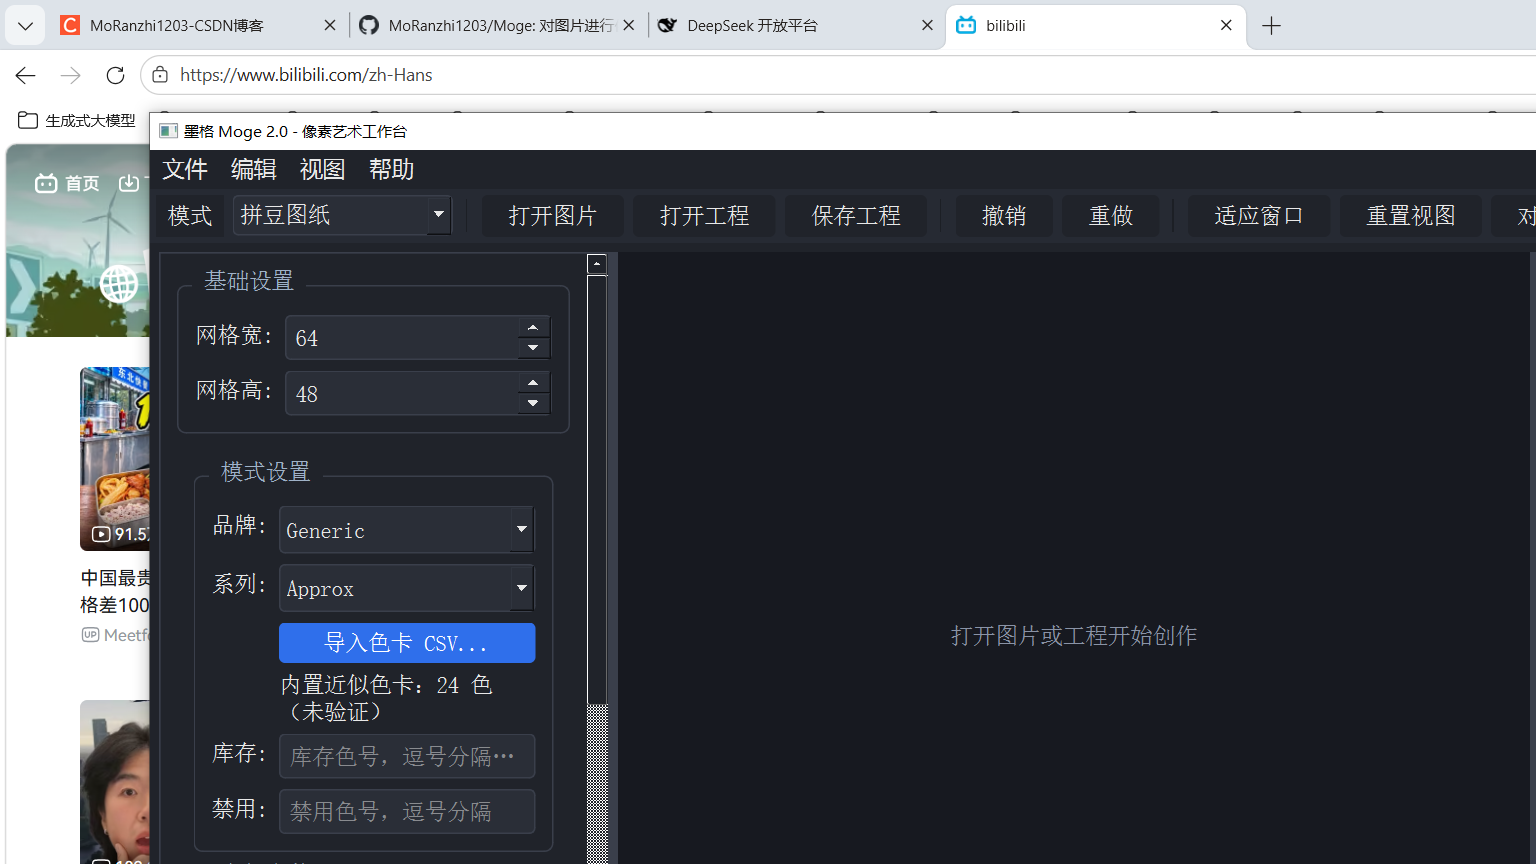 MoRanzhi1203-CSDN博客
MoRanzhi1203/Moge: 对图片进行
DeepSeek 开放平台
bilibili
https://www.bilibili.com/zh-Hans
生成式大模型
墨格 Moge 2.0 - 像素艺术工作台
首页
文件 编辑 视图 帮助
模式 拼豆图纸 打开图片 打开工程 保存工程 撤销 重做 适应窗口 重置视图 对
基础设置
网格宽: 64
网格高: 48
模式设置
品牌: Generic
系列: Approx
导入色卡 CSV...
内置近似色卡: 24 色
（未验证）
库存: 库存色号, 逗号分隔…
禁用: 禁用色号, 逗号分隔
打开图片或工程开始创作
东北
91.5
中国最贵
格差100
UP Meetf